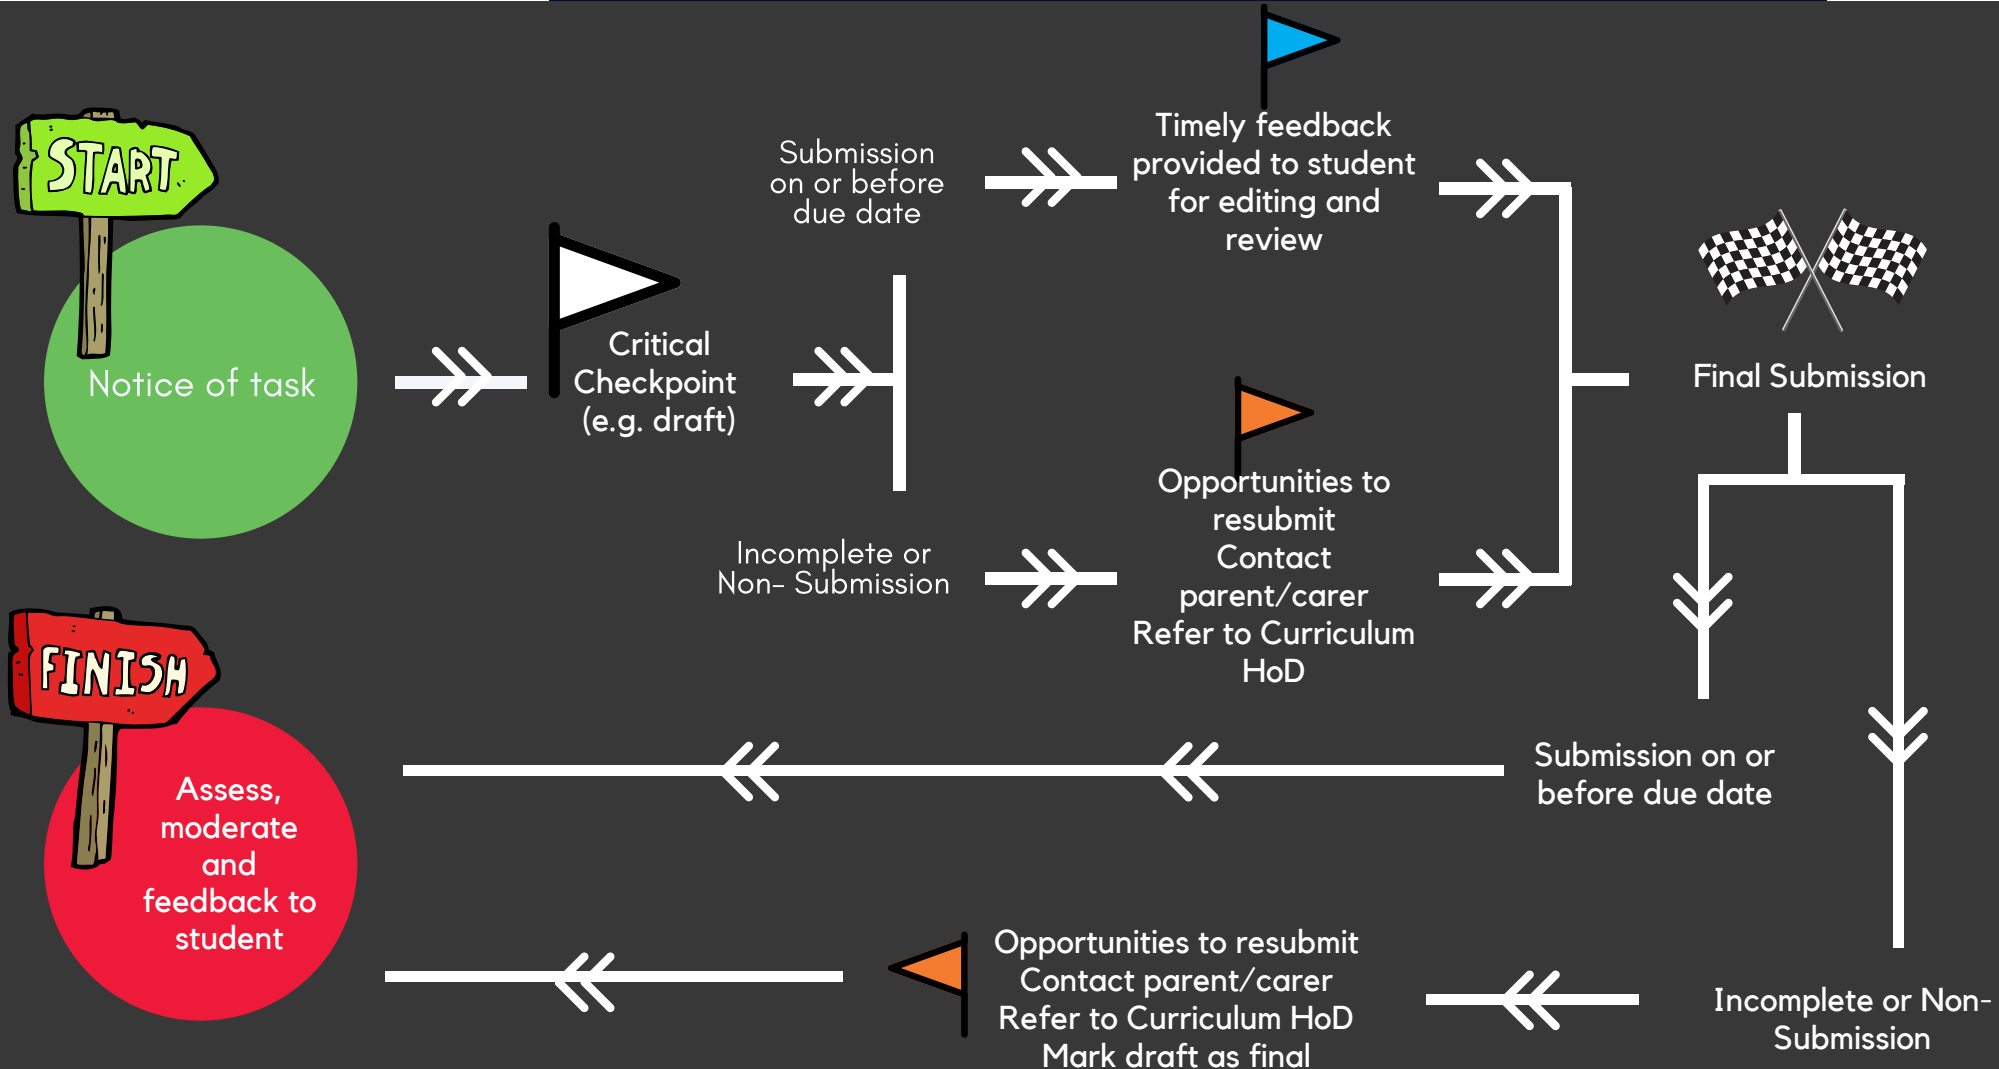 START
Notice of task
Critical
Checkpoint
(e.g. draft)
Submission
on or before
due date
Timely feedback
provided to student
for editing and
review
Incomplete or
Non- Submission
Opportunities to
resubmit
Contact
parent/carer
Refer to Curriculum
HoD
Final Submission
Submission on or
before due date
Incomplete or Non-
Submission
Opportunities to resubmit
Contact parent/carer
Refer to Curriculum HoD
Mark draft as final
FINISH
Assess,
moderate
and
feedback to
student